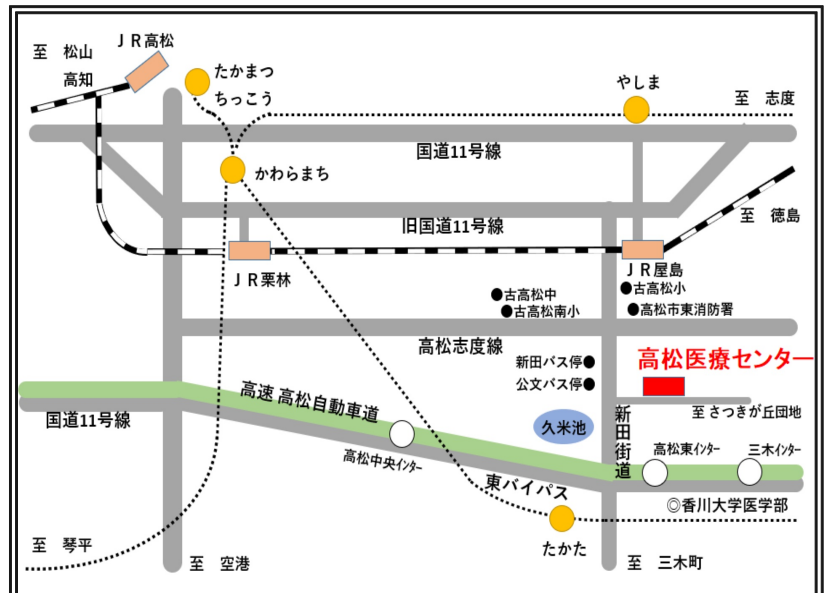 ＪＲ高松
至　松山
高知
たかまつ
ちっこう
やしま
至　志度
国道11号線
かわらまち
旧国道11号線
至　徳島
ＪＲ栗林
ＪＲ屋島
●古高松中
●古高松小
●古高松南小
●高松市東消防署
高松志度線
新田バス停●
高松医療センター
公文バス停●
高速 高松自動車道
至 さつきが丘団地
国道11号線
久米池
新田街道
高松中央インター
高松東インター
三木インター
東バイパス
◎香川大学医学部
至　琴平
たかた
至　空港
至　三木町